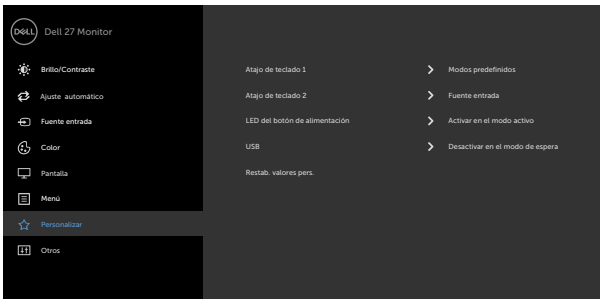 DELL Dell 27 Monitor
Brillo/Contraste
Ajuste automático
Fuente entrada
Color
Pantalla
Menú
Personalizar
Otros
Atajo de teclado 1 Modos predefinidos
Atajo de teclado 2 Fuente entrada
LED del botón de alimentación Activar en el modo activo
USB Desactivar en el modo de espera
Restab. valores pers.